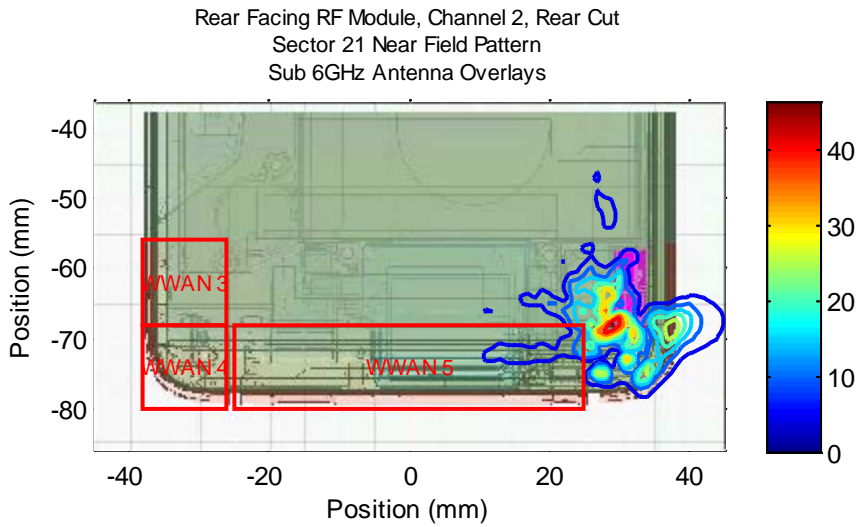 Rear Facing RF Module, Channel 2, Rear Cut
Sector 21 Near Field Pattern
Sub 6GHz Antenna Overlays
Position (mm)
-40
-50
-60
-70
-80
WWAN 3
WWAN 4
WWAN 5
-40
-20
0
20
40
Position (mm)
40
30
20
10
0